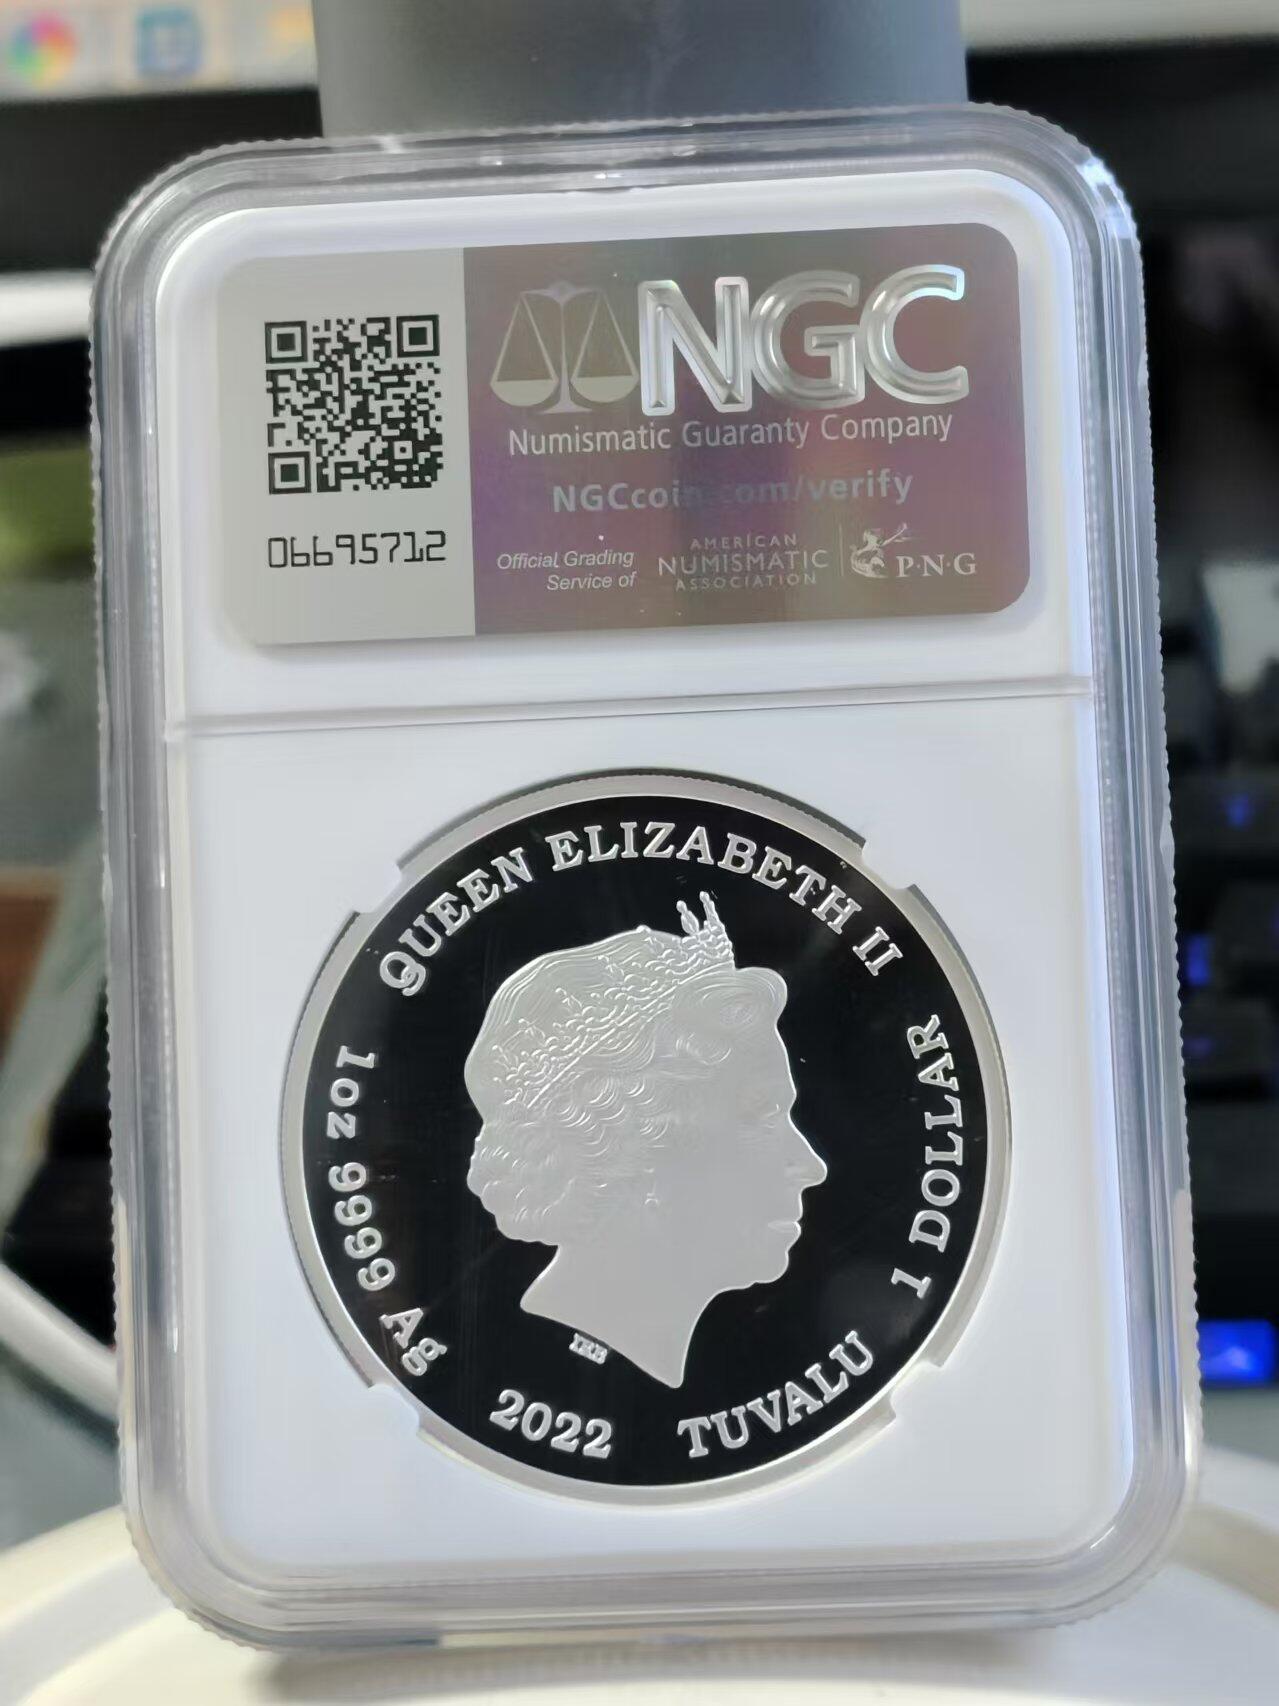 NGC
Numismatic Guaranty Company
NGCcoin.com/verify
06695712
Official Grading
Service of
AMERICAN
NUMISMATIC
ASSOCIATION
P·N·G
QUEEN ELIZABETH II
1 DOLLAR
TUVALU
2022
1oz 9999 Ag
IRB